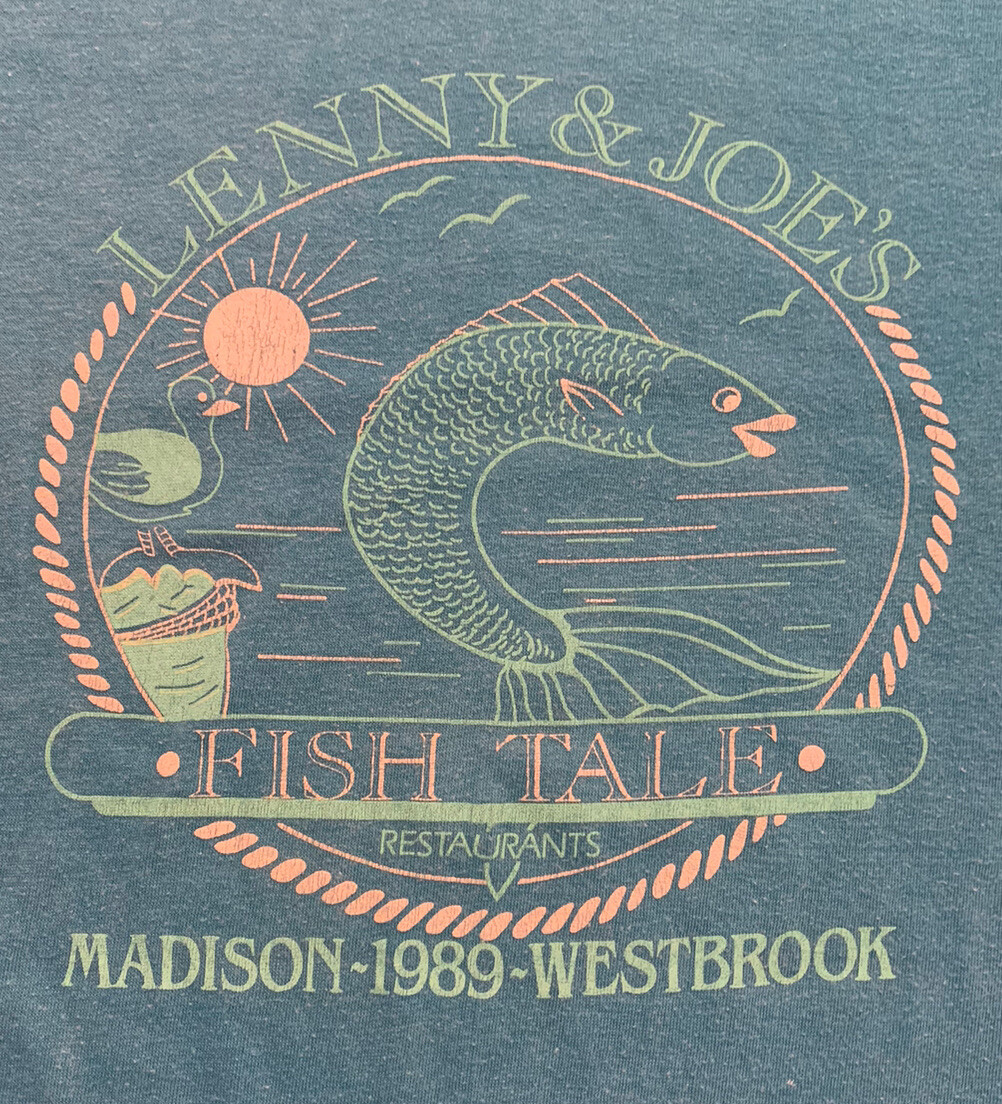 LENNY & JOE'S
• FISH TALE •
RESTAURANTS
MADISON~1989~WESTBROOK